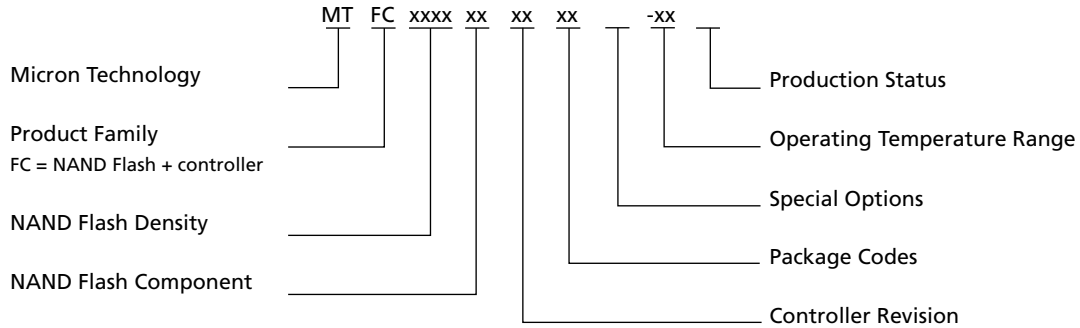 MT FC xxxx xx xx xx -xx
Micron Technology
Product Family
FC = NAND Flash + controller
NAND Flash Density
NAND Flash Component
Production Status
Operating Temperature Range
Special Options
Package Codes
Controller Revision